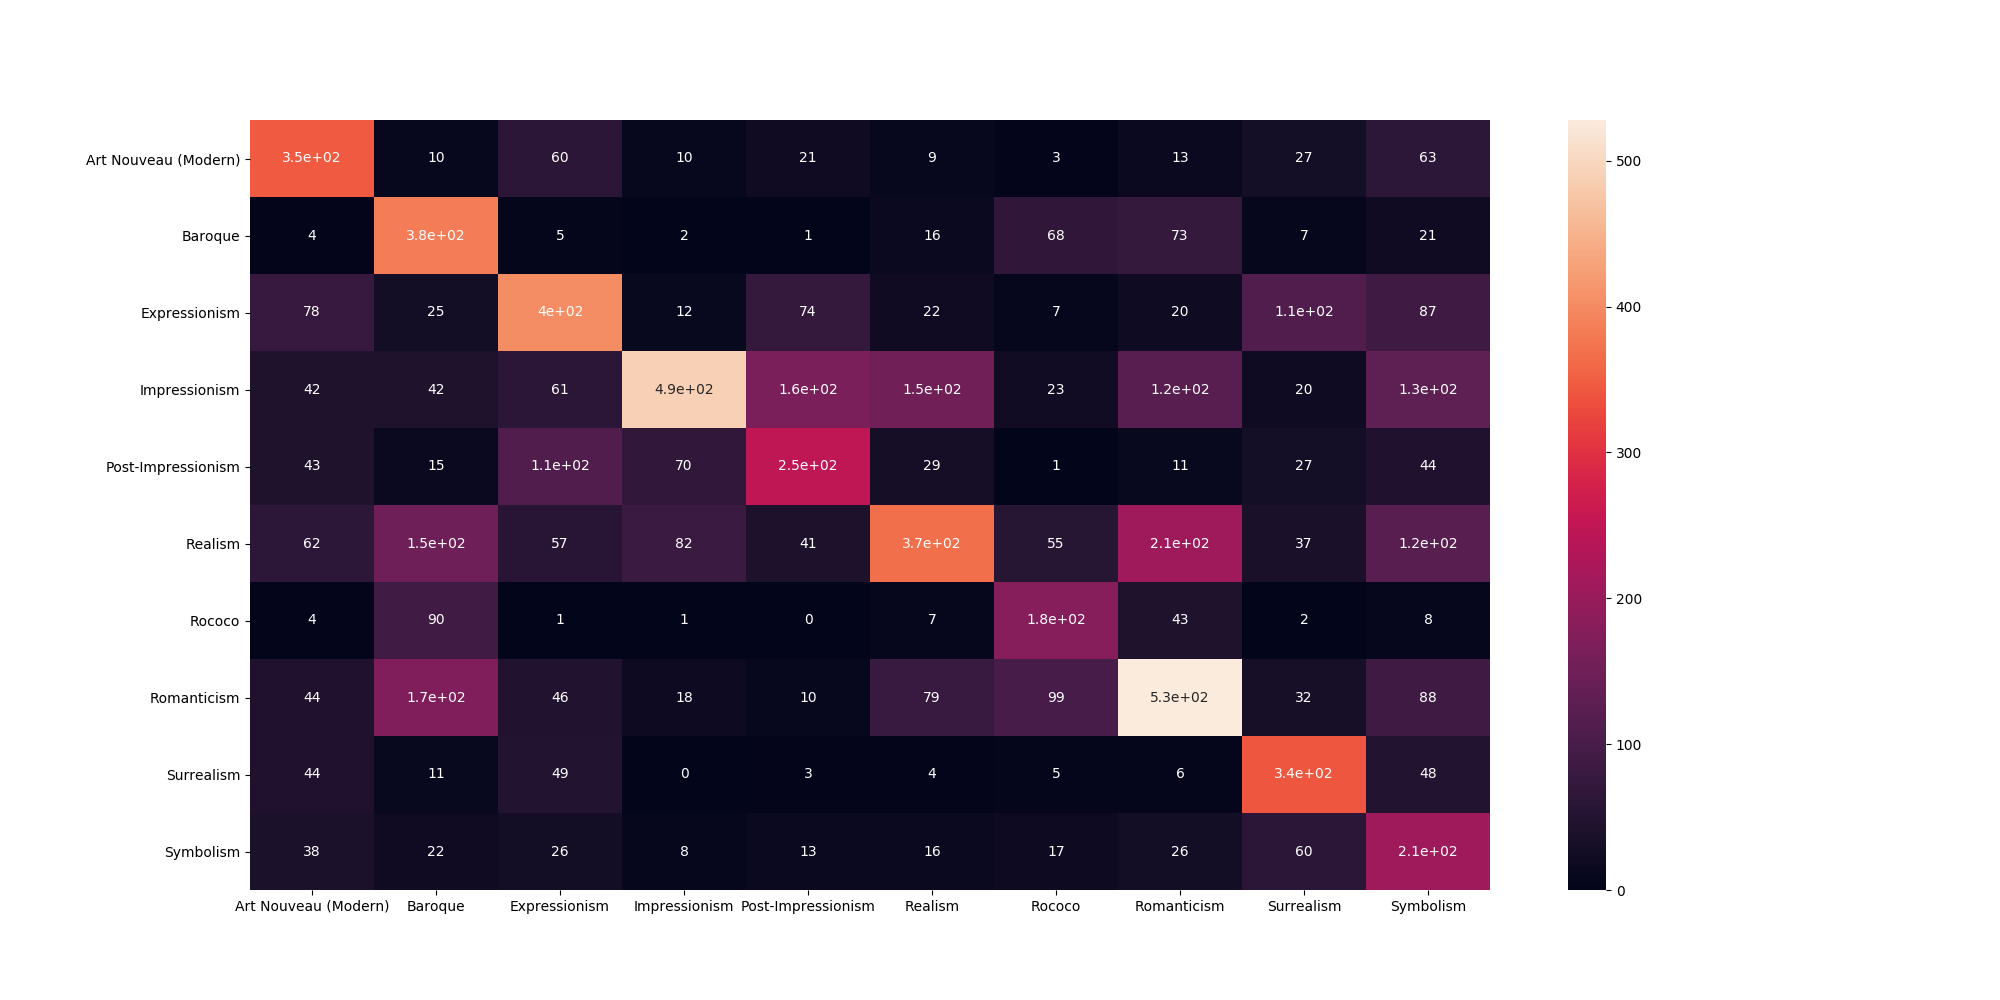 Art Nouveau (Modern) 3.5e+02 10 60 10 21 9 3 13 27 63
Baroque 4 3.8e+02 5 2 1 16 68 73 7 21
Expressionism 78 25 4e+02 12 74 22 7 20 1.1e+02 87
Impressionism 42 42 61 4.9e+02 1.6e+02 1.5e+02 23 1.2e+02 20 1.3e+02
Post-Impressionism 43 15 1.1e+02 70 2.5e+02 29 1 11 27 44
Realism 62 1.5e+02 57 82 41 3.7e+02 55 2.1e+02 37 1.2e+02
Rococo 4 90 1 1 0 7 1.8e+02 43 2 8
Romanticism 44 1.7e+02 46 18 10 79 99 5.3e+02 32 88
Surrealism 44 11 49 0 3 4 5 6 3.4e+02 48
Symbolism 38 22 26 8 13 16 17 26 60 2.1e+02
Art Nouveau (Modern) Baroque Expressionism Impressionism Post-Impressionism Realism Rococo Romanticism Surrealism Symbolism
500
400
300
200
100
0